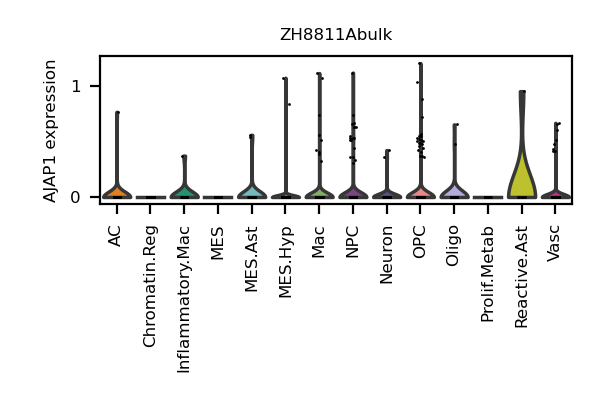 ZH8811Abulk
AJAP1 expression
1
0
AC
Chromatin.Reg
Inflammatory.Mac
MES
MES.Ast
MES.Hyp
Mac
NPC
Neuron
OPC
Oligo
Prolif.Metab
Reactive.Ast
Vasc